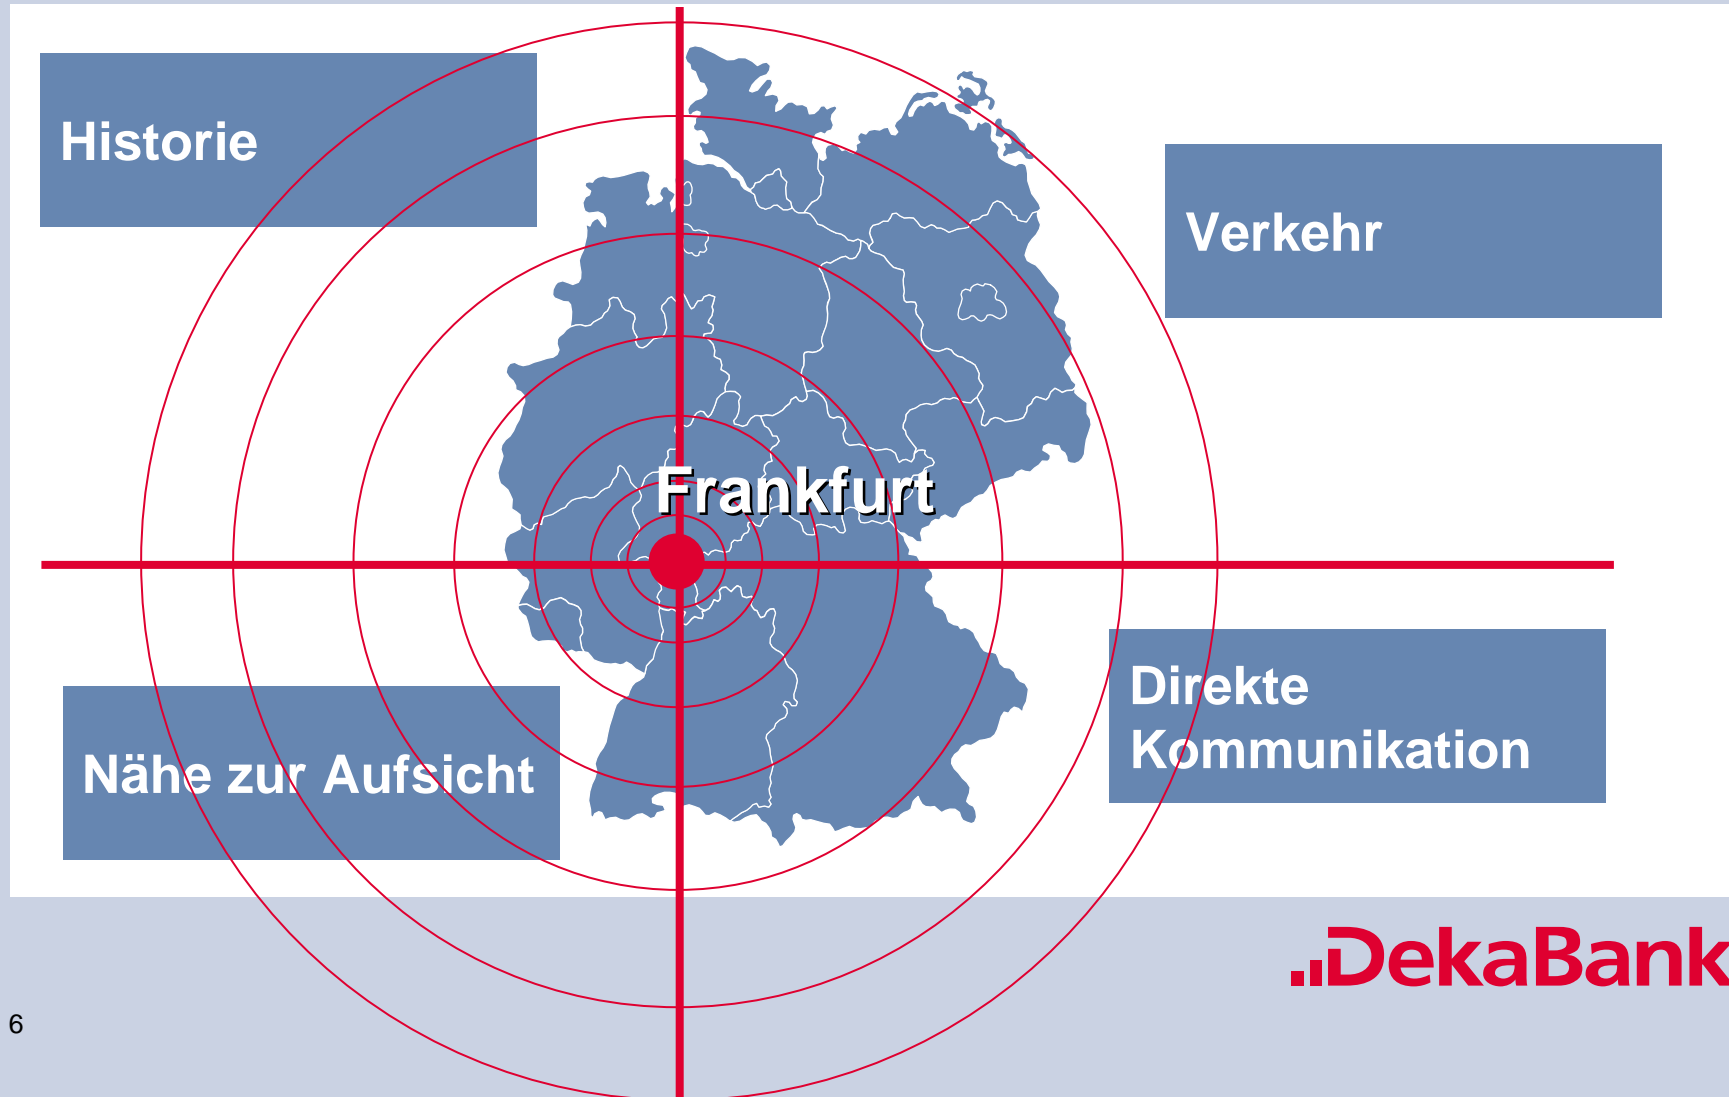 Historie
Verkehr
Frankfurt
Direkte
Kommunikation
Nähe zur Aufsicht
DekaBank
6